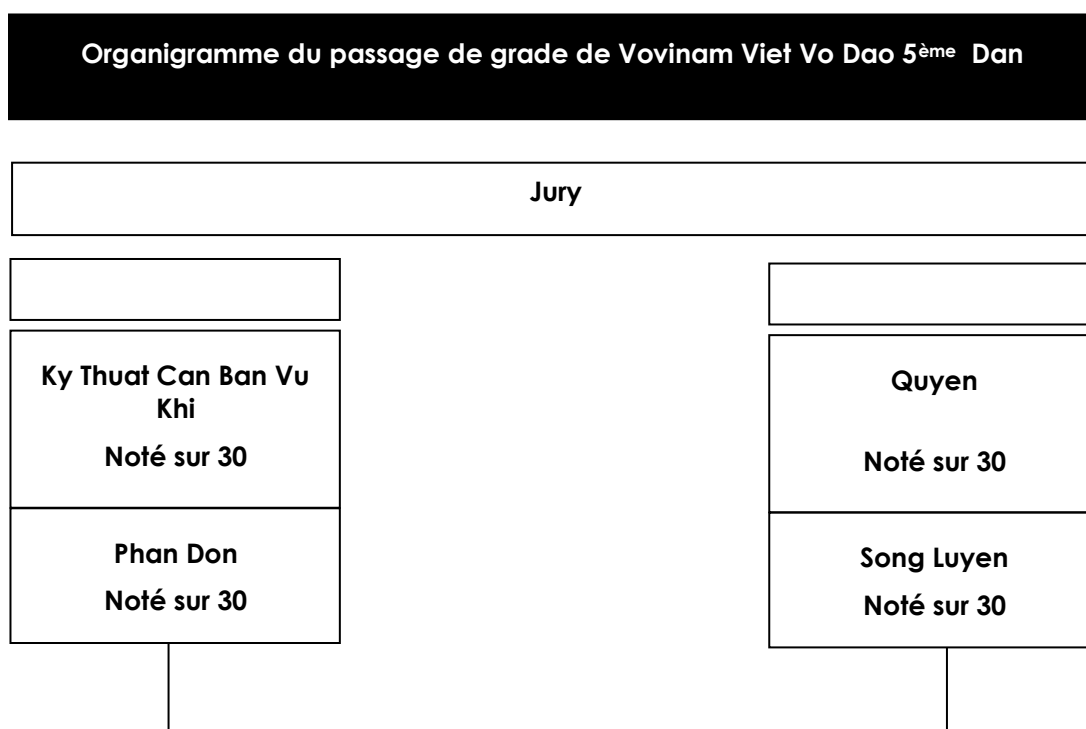 Organigramme du passage de grade de Vovinam Viet Vo Dao 5ème Dan
Jury
Ky Thuat Can Ban Vu
Khi
Noté sur 30
Phan Don
Noté sur 30
Quyen
Noté sur 30
Song Luyen
Noté sur 30